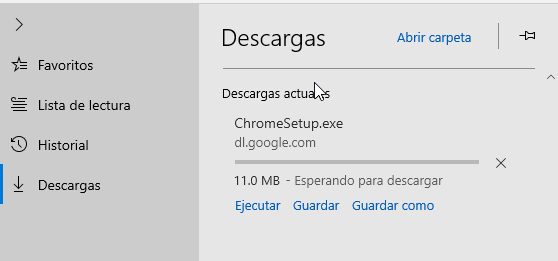 Descargas
Abrir carpeta
Favoritos
Lista de lectura
Historial
Descargas
Descargas actuales
ChromeSetup.exe
dl.google.com
11.0 MB - Esperando para descargar
Ejecutar Guardar Guardar como